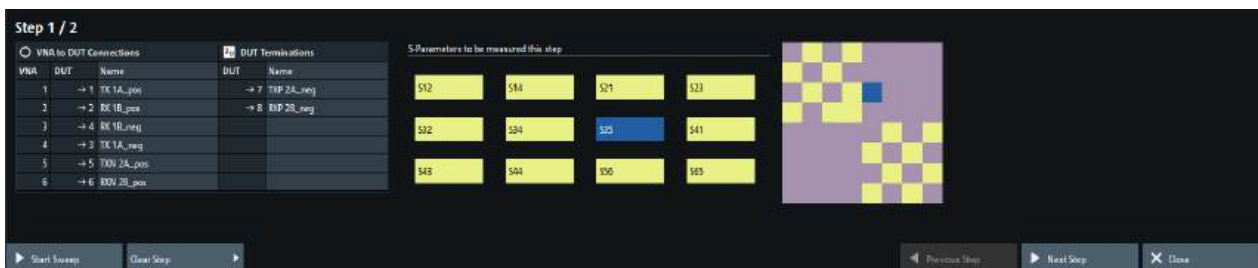 Step 1 / 2
VNA to DUT Connections
DUT Terminations
S-Parameters to be measured this step
VNA DUT Name
DUT Name
1 → 1 TX 1A_pos
→ 7 TXP 2A_neg
2 → 2 RX 1B_pos
→ 8 RXP 2B_neg
3 → 4 RX 1B_neg
4 → 3 TX 1A_neg
5 → 5 TXN 2A_pos
6 → 6 RXN 2B_pos
S12 S14 S21 S23
S32 S34 S35 S41
S43 S44 S56 S65
Start Sweep
Clear Step
Previous Step
Next Step
Close